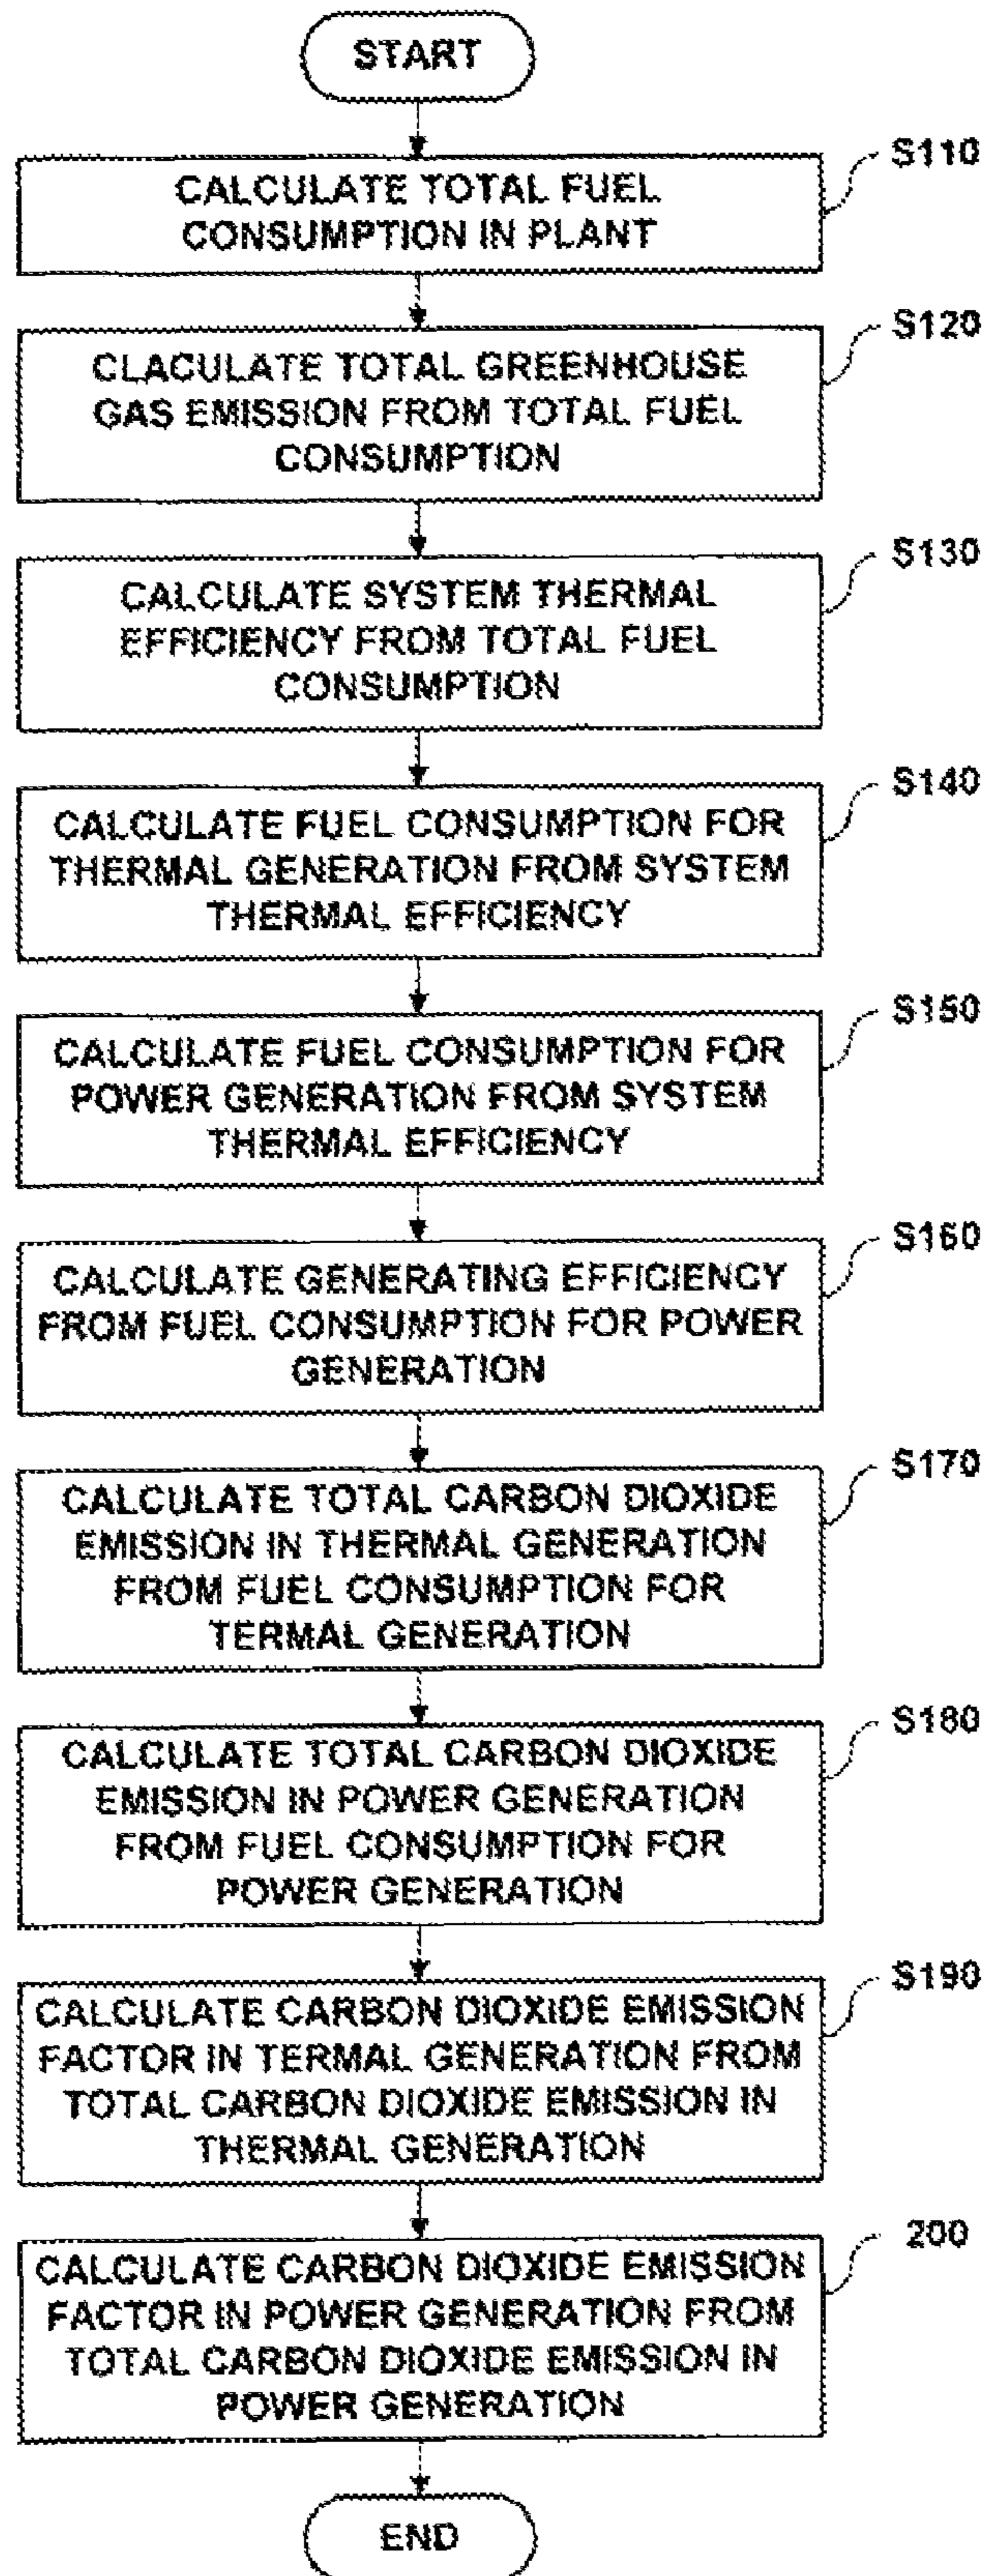 START
S110
CALCULATE TOTAL FUEL
CONSUMPTION IN PLANT
S120
CLACULATE TOTAL GREENHOUSE
GAS EMISSION FROM TOTAL FUEL
CONSUMPTION
S130
CALCULATE SYSTEM THERMAL
EFFICIENCY FROM TOTAL FUEL
CONSUMPTION
S140
CALCULATE FUEL CONSUMPTION FOR
THERMAL GENERATION FROM SYSTEM
THERMAL EFFICIENCY
S150
CALCULATE FUEL CONSUMPTION FOR
POWER GENERATION FROM SYSTEM
THERMAL EFFICIENCY
S160
CALCULATE GENERATING EFFICIENCY
FROM FUEL CONSUMPTION FOR POWER
GENERATION
S170
CALCULATE TOTAL CARBON DIOXIDE
EMISSION IN THERMAL GENERATION
FROM FUEL CONSUMPTION FOR
TERMAL GENERATION
S180
CALCULATE TOTAL CARBON DIOXIDE
EMISSION IN POWER GENERATION
FROM FUEL CONSUMPTION FOR
POWER GENERATION
S190
CALCULATE CARBON DIOXIDE EMISSION
FACTOR IN TERMAL GENERATION FROM
TOTAL CARBON DIOXIDE EMISSION IN
THERMAL GENERATION
200
CALCULATE CARBON DIOXIDE EMISSION
FACTOR IN POWER GENERATION FROM
TOTAL CARBON DIOXIDE EMISSION IN
POWER GENERATION
END